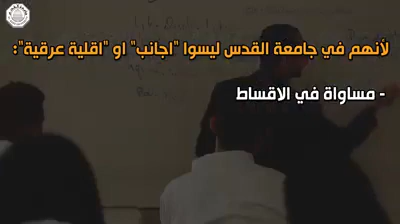 لأنهم في جامعة القدس ليسوا "اجانب" او "اقلية عرقية":
- مساواة في الاقساط